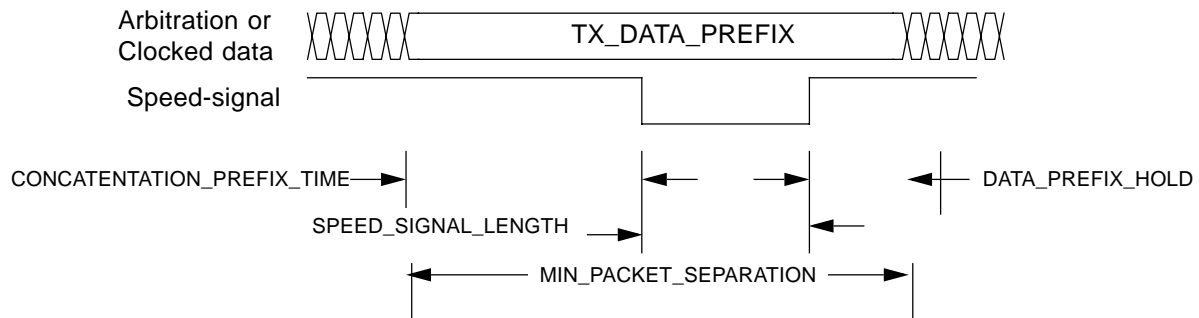 Arbitration or
Clocked data
TX_DATA_PREFIX
Speed-signal
CONCATENTATION_PREFIX_TIME
DATA_PREFIX_HOLD
SPEED_SIGNAL_LENGTH
MIN_PACKET_SEPARATION